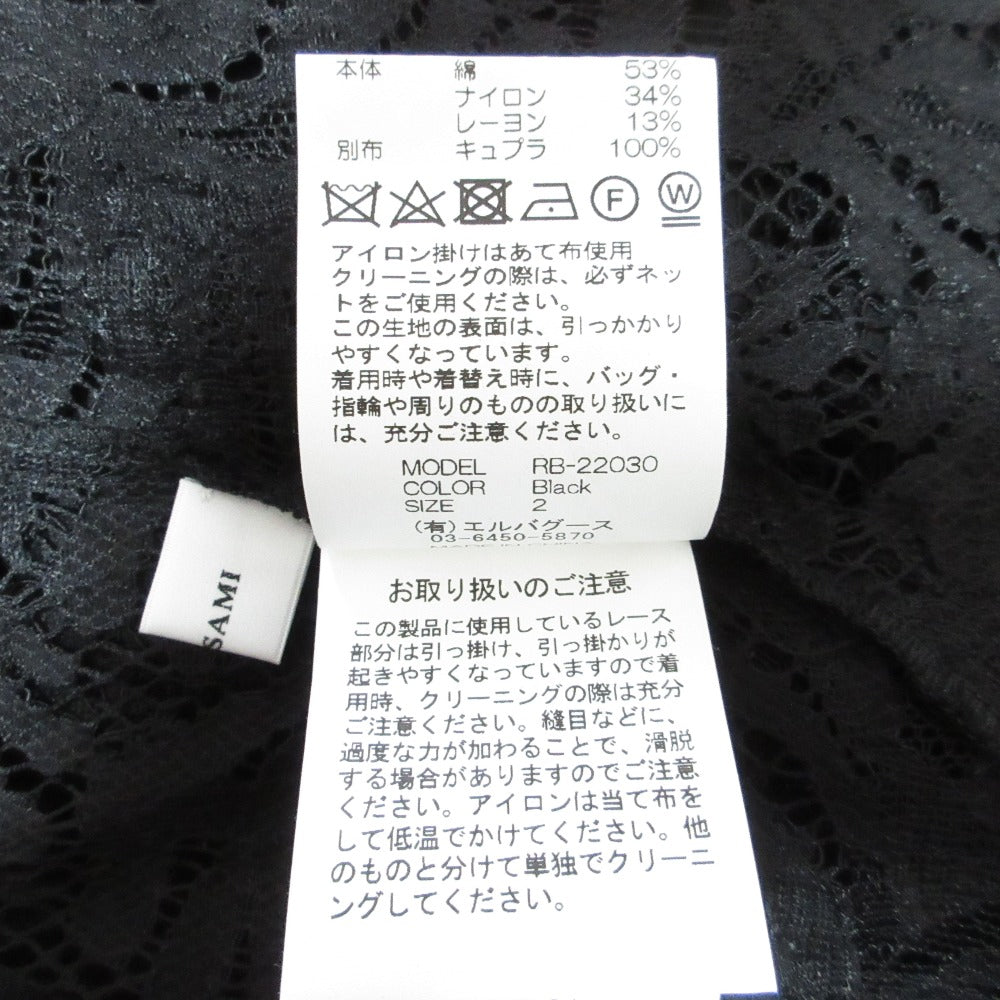 本体 綿 53%
ナイロン 34%
レーヨン 13%
別布 キュプラ 100%
F W
アイロン掛けはあて布使用
クリーニングの際は、必ずネッ
トをご使用ください。
この生地の表面は、引っかかり
やすくなっています。
着用時や着替え時に、バッグ・
指輪や周りのものの取り扱いに
は、充分ご注意ください。
MODEL RB-22030
COLOR Black
SIZE 2
(有)エルバグース
03-6450-5870
SAMI
お取り扱いのご注意
この製品に使用しているレース
部分は引っ掛け、引っ掛かりが
起きやすくなっていますので着
用時、クリーニングの際は充分
ご注意ください。縫目などに、
過度な力が加わることで、滑脱
する場合がありますのでご注意
ください。アイロンは当て布を
して低温でかけてください。他
のものと分けて単独でクリーニ
ングしてください。